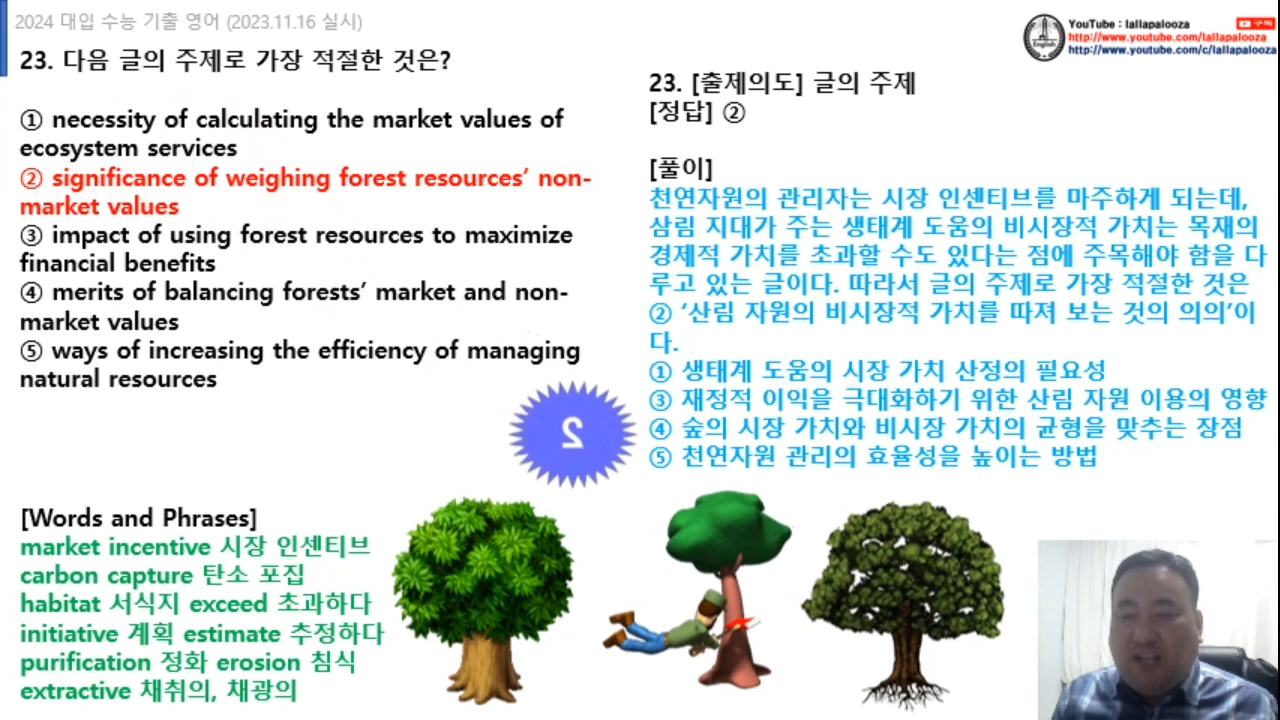 2024 대입 수능 기출 영어 (2023.11.16 실시)
23. 다음 글의 주제로 가장 적절한 것은?
① necessity of calculating the market values of
ecosystem services
② significance of weighing forest resources’ non-
market values
③ impact of using forest resources to maximize
financial benefits
④ merits of balancing forests’ market and non-
market values
⑤ ways of increasing the efficiency of managing
natural resources
[Words and Phrases]
market incentive 시장 인센티브
carbon capture 탄소 포집
habitat 서식지 exceed 초과하다
initiative 계획 estimate 추정하다
purification 정화 erosion 침식
extractive 채취의, 채광의
2
YouTube : lallapalooza
구독
http://www.youtube.com/lallapalooza
http://www.youtube.com/c/lallapalooza
23. [출제의도] 글의 주제
[정답] ②
[풀이]
천연자원의 관리자는 시장 인센티브를 마주하게 되는데,
삼림 지대가 주는 생태계 도움의 비시장적 가치는 목재의
경제적 가치를 초과할 수도 있다는 점에 주목해야 함을 다
루고 있는 글이다. 따라서 글의 주제로 가장 적절한 것은
② ‘산림 자원의 비시장적 가치를 따져 보는 것의 의의’이
다.
① 생태계 도움의 시장 가치 산정의 필요성
③ 재정적 이익을 극대화하기 위한 산림 자원 이용의 영향
④ 숲의 시장 가치와 비시장 가치의 균형을 맞추는 장점
⑤ 천연자원 관리의 효율성을 높이는 방법